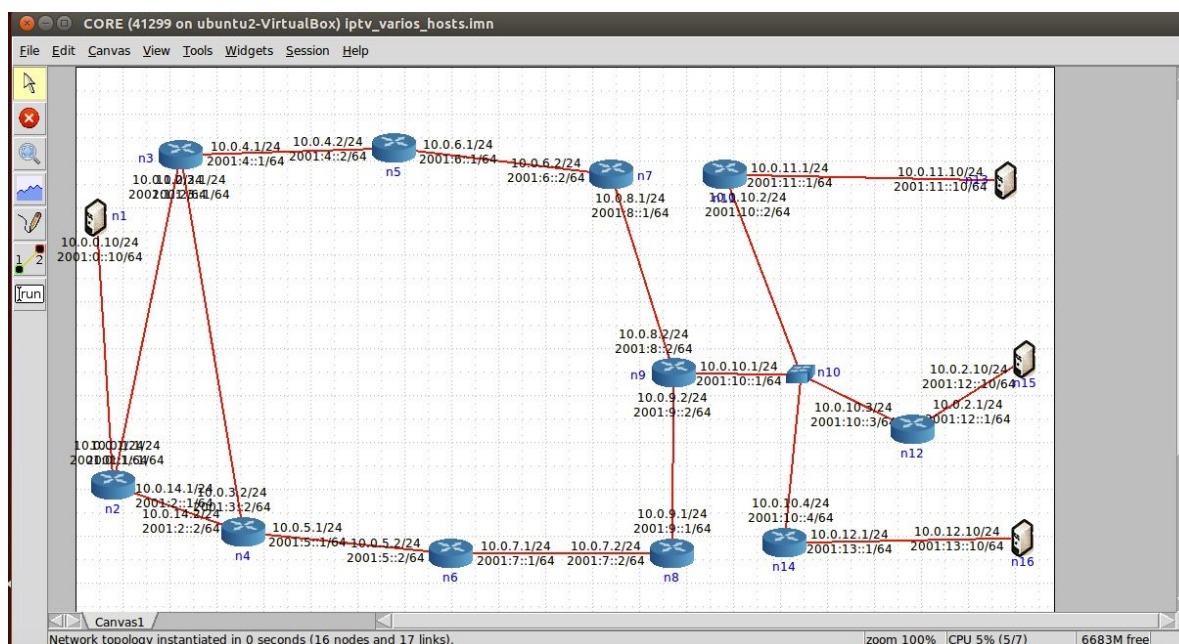 CORE (41299 on ubuntu2-VirtualBox) iptv_varios_hosts.imn
File Edit Canvas View Tools Widgets Session Help
n3
10.0.4.1/24
2001:4::1/64
10.0.4.2/24
2001:4::2/64
n5
10.0.6.1/24
2001:6::1/64
10.0.6.2/24
2001:6::2/64
n7
10.0.8.1/24
2001:8::1/64
10.0.11.1/24
2001:11::1/64
10.0.10.2/24
2001:10::2/64
10.0.11.10/24
2001:11::10/64
n1
10.0.0.10/24
2001:0::10/64
1 2
run
10.0.8.2/24
2001:8::2/64
n9
10.0.10.1/24
2001:10::1/64
10.0.9.2/24
2001:9::2/64
n10
10.0.2.10/24
2001:12::10/64
n15
10.0.10.3/24
2001:10::3/64
10.0.2.1/24
2001:12::1/64
n12
n2
10.0.14.1/24
2001:2::1/64
10.0.14.2/24
2001:2::2/64
10.0.3.2/24
2001:3::2/64
n4
10.0.5.1/24
2001:5::1/64
10.0.5.2/24
2001:5::2/64
n6
10.0.7.1/24
2001:7::1/64
10.0.7.2/24
2001:7::2/64
10.0.9.1/24
2001:9::1/64
n8
10.0.10.4/24
2001:10::4/64
n14
10.0.12.1/24
2001:13::1/64
10.0.12.10/24
2001:13::10/64
n16
Canvas1
Network topology instantiated in 0 seconds (16 nodes and 17 links).
zoom 100%
CPU 5% (5/7)
6683M free